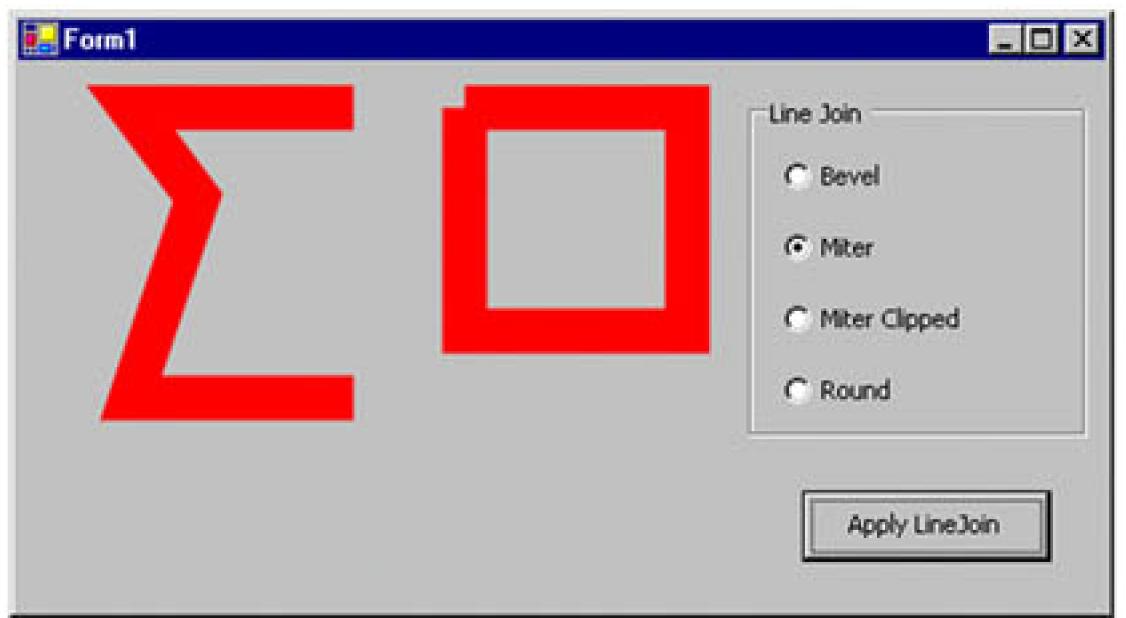 Form1
Line Join
Bevel
Miter
Miter Clipped
Round
Apply LineJoin